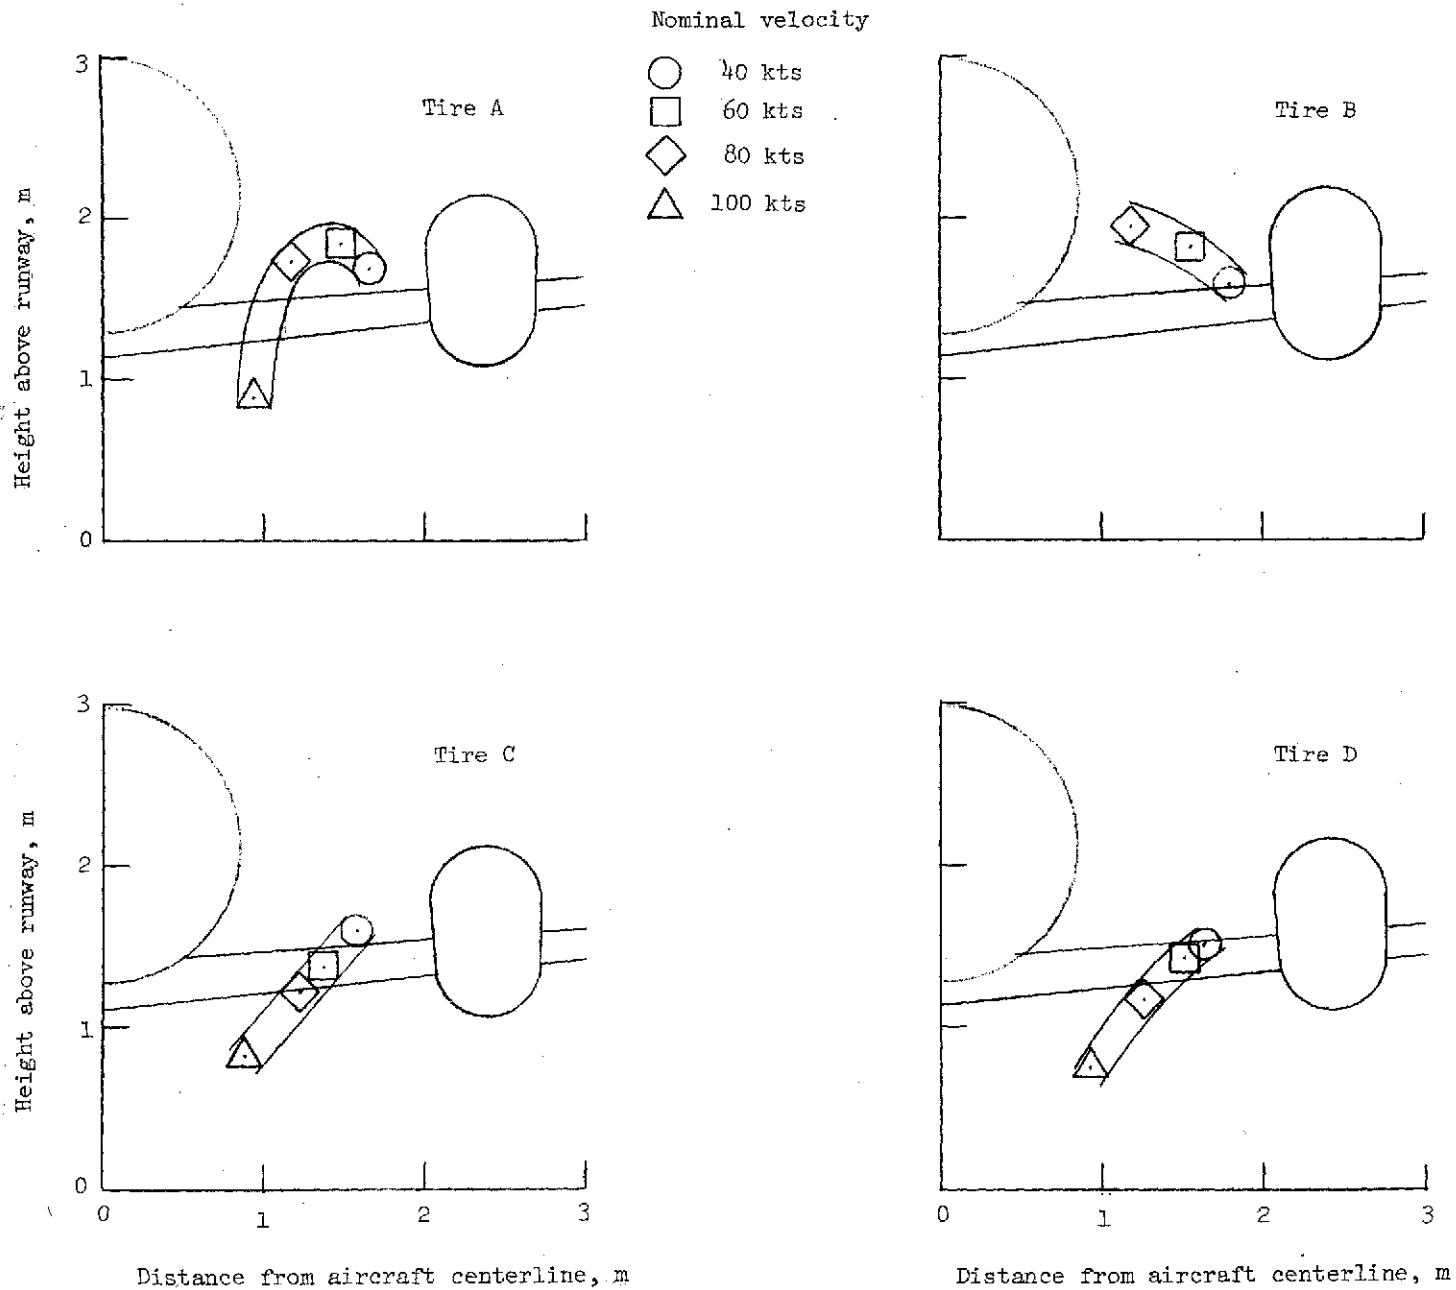 Nominal velocity
40 kts
60 kts
80 kts
100 kts
Tire A
Tire B
3
2
1
0
Height above runway, m
Tire C
Tire D
3
2
1
0
Height above runway, m
0 1 2 3
0 1 2 3
Distance from aircraft centerline, m
Distance from aircraft centerline, m